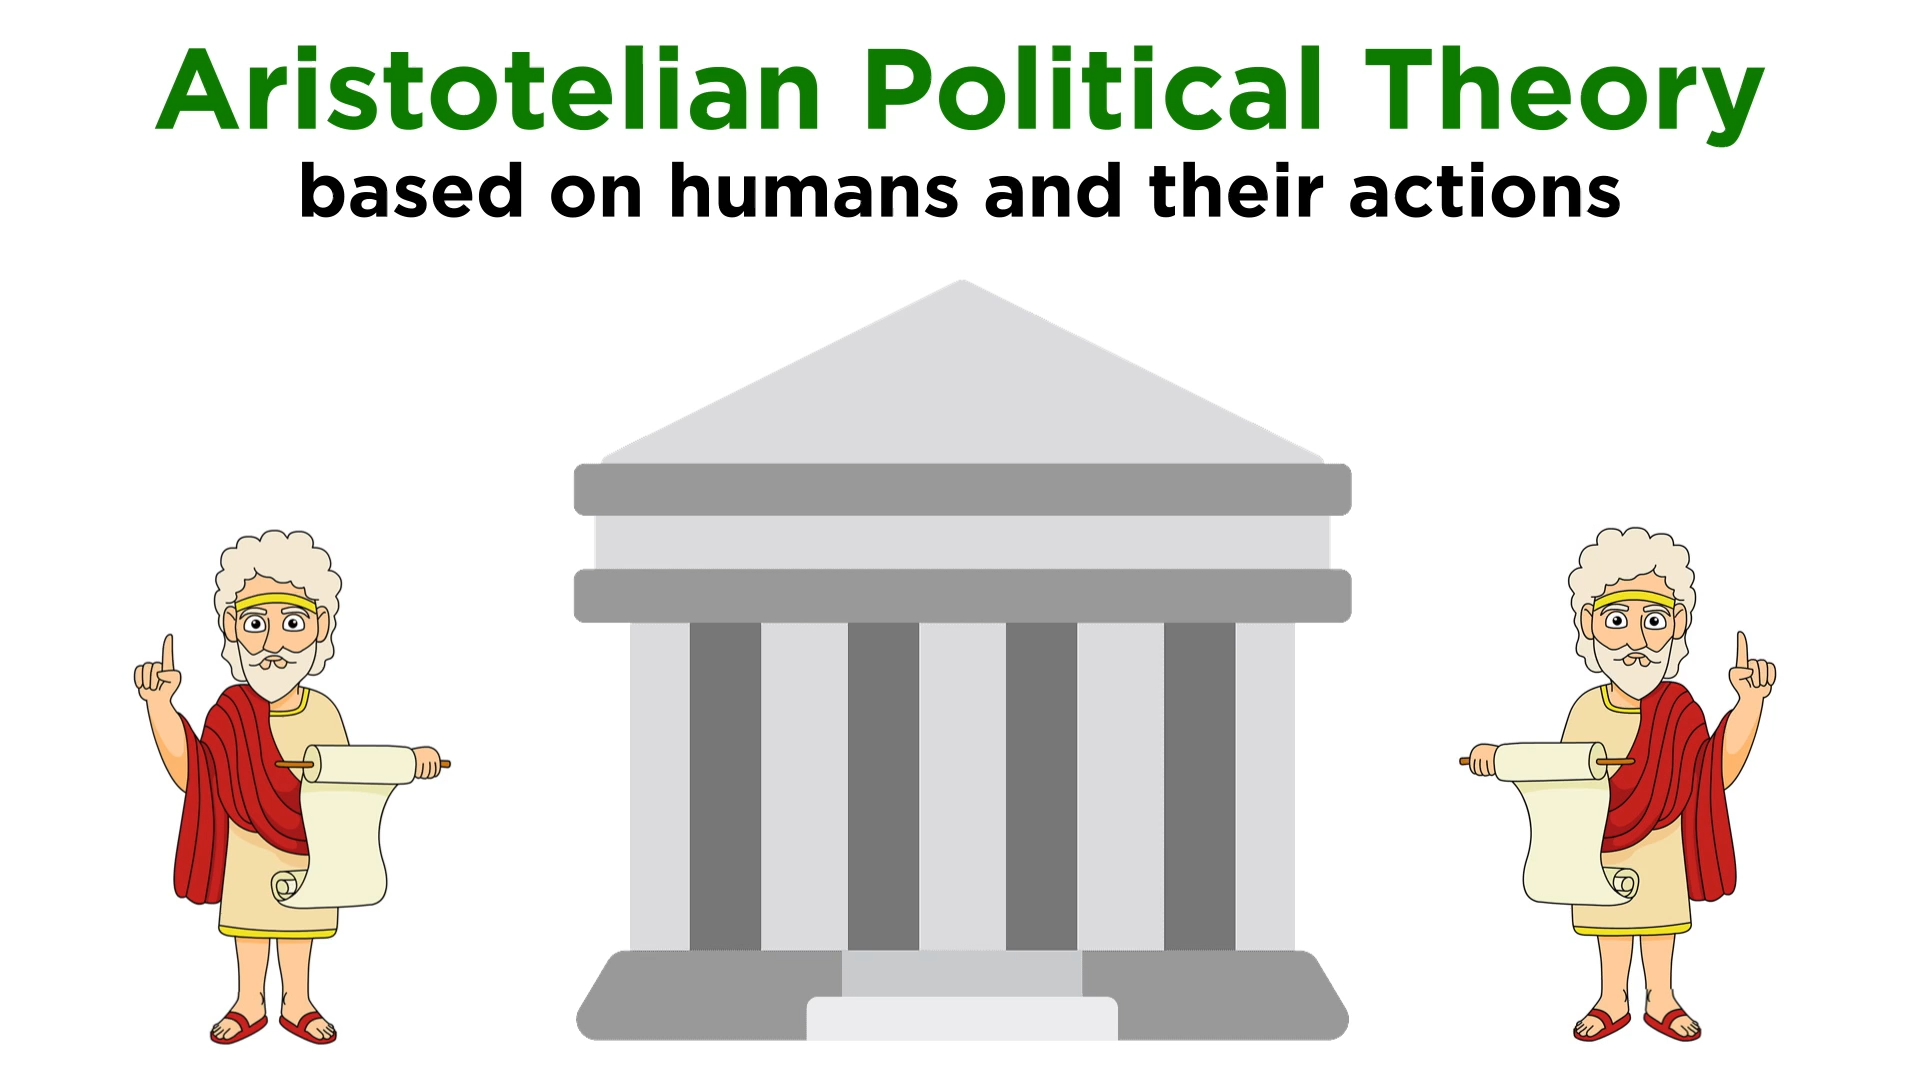 Aristotelian Political Theory
based on humans and their actions